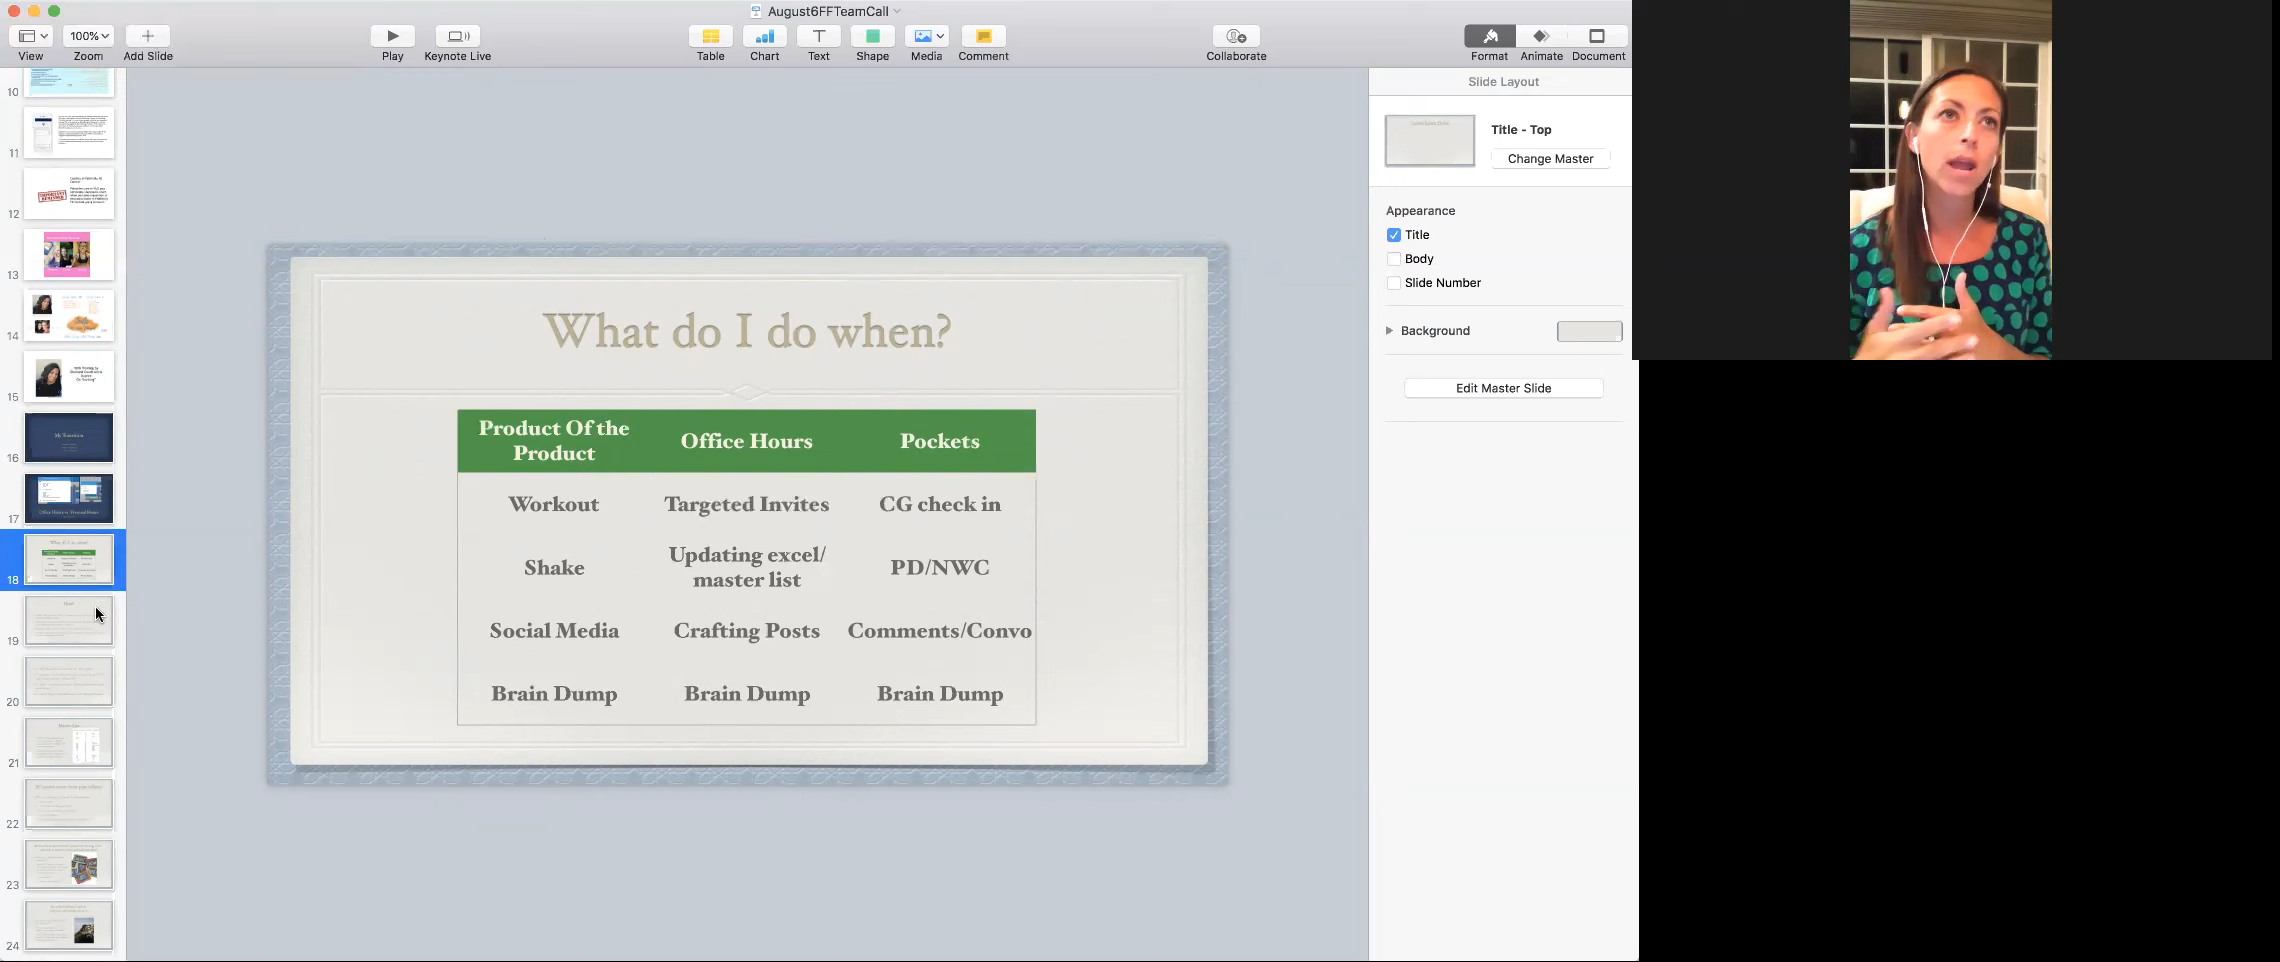 August6FFTeamCall
100%
View
Zoom
Add Slide
Play
Keynote Live
Table
Chart
Text
Shape
Media
Comment
Collaborate
Format
Animate
Document
10
11
12
13
14
15
16
17
18
19
20
21
22
23
24
What do I do when?
Product Of the
Product
Office Hours
Pockets
Workout
Targeted Invites
CG check in
Shake
Updating excel/
master list
PD/NWC
Social Media
Crafting Posts
Comments/Convo
Brain Dump
Brain Dump
Brain Dump
Slide Layout
Title - Top
Change Master
Appearance
Title
Body
Slide Number
Background
Edit Master Slide